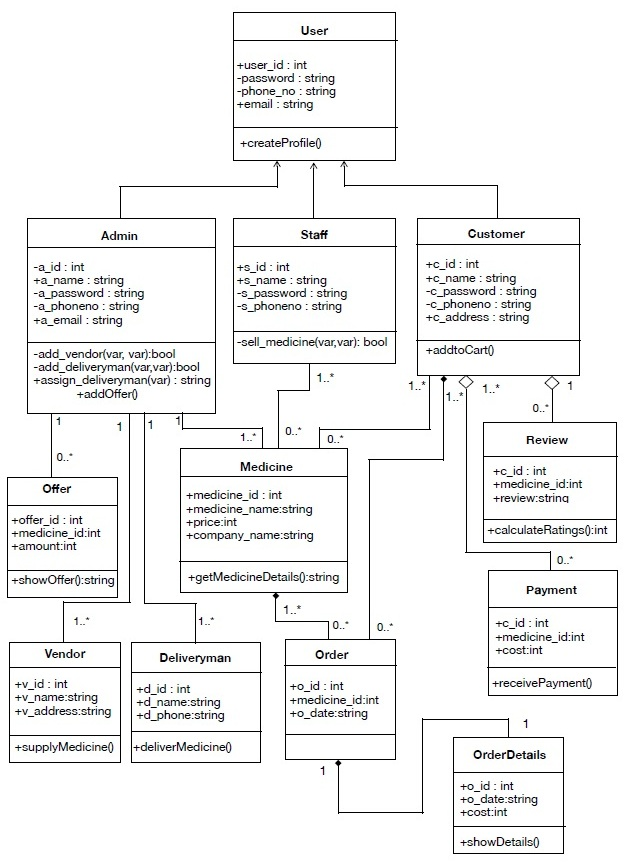 User
+user_id : int
-password : string
-phone_no : string
+email : string
+createProfile()
Admin
-a_id : int
+a_name : string
-a_password : string
-a_phoneno : string
+a_email : string
-add_vendor(var, var):bool
-add_deliveryman(var,var):bool
+assign_deliveryman(var) : string
+addOffer()
Staff
+s_id : int
+s_name : string
-s_password : string
-s_phoneno : string
-sell_medicine(var,var): bool
Customer
+c_id : int
+c_name : string
-c_password : string
-c_phoneno : string
+c_address : string
+addtoCart()
1
1
1
1
1..*
1..*
1..*
1..*
1
0..*
1..*
0..*
0..*
0..*
Offer
+offer_id : int
+medicine_id:int
+amount:int
+showOffer():string
Medicine
+medicine_id : int
+medicine_name:string
+price:int
+company_name:string
+getMedicineDetails():string
Review
+c_id : int
+medicine_id:int
+review:string
+calculateRatings():int
0..*
1..*
1..*
1..*
0..*
0..*
Payment
+c_id : int
+medicine_id:int
+cost:int
+receivePayment()
Vendor
+v_id : int
+v_name:string
+v_address:string
+supplyMedicine()
Deliveryman
+d_id : int
+d_name:string
+d_phone:string
+deliverMedicine()
Order
+o_id : int
+medicine_id:int
+o_date:string
1
1
OrderDetails
+o_id : int
+o_date:string
+cost:int
+showDetails()